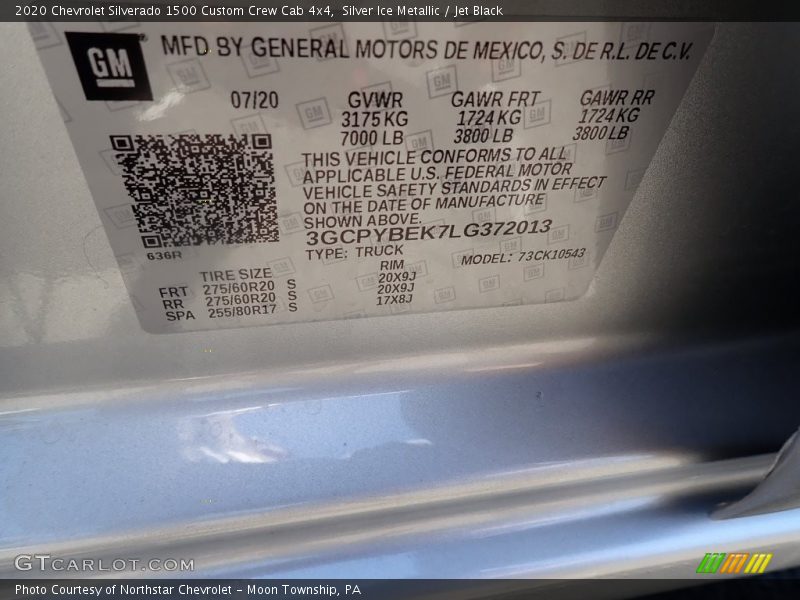 2020 Chevrolet Silverado 1500 Custom Crew Cab 4x4, Silver Ice Metallic / Jet Black
GM
MFD BY GENERAL MOTORS DE MEXICO, S. DE R.L. DE C.V.
07/20 GVWR GAWR FRT GAWR RR
3175 KG 1724 KG 1724 KG
7000 LB 3800 LB 3800 LB
THIS VEHICLE CONFORMS TO ALL
APPLICABLE U.S. FEDERAL MOTOR
VEHICLE SAFETY STANDARDS IN EFFECT
ON THE DATE OF MANUFACTURE
SHOWN ABOVE.
3GCPYBEK7LG372013
636R TYPE: TRUCK MODEL: 73CK10543
TIRE SIZE RIM
FRT 275/60R20 S 20X9J
RR 275/60R20 S 20X9J
SPA 255/80R17 S 17X8J
GTCARLOT.COM
Photo Courtesy of Northstar Chevrolet - Moon Township, PA